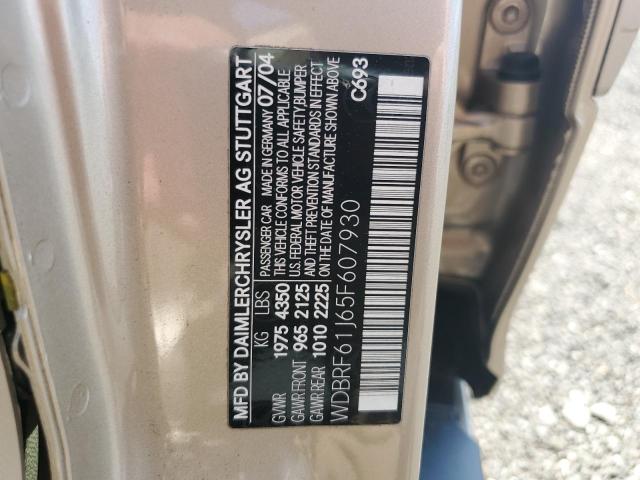 MFD BY DAIMLERCHRYSLER AG STUTTGART
KG LBS
GVWR 1975 4350
GAWR FRONT 965 2125
GAWR REAR 1010 2225
PASSENGER CAR MADE IN GERMANY 07/04
THIS VEHICLE CONFORMS TO ALL APPLICABLE
U.S. FEDERAL MOTOR VEHICLE SAFETY, BUMPER
AND THEFT PREVENTION STANDARDS IN EFFECT
ON THE DATE OF MANUFACTURE SHOWN ABOVE
WDBRF61J65F607930
C693